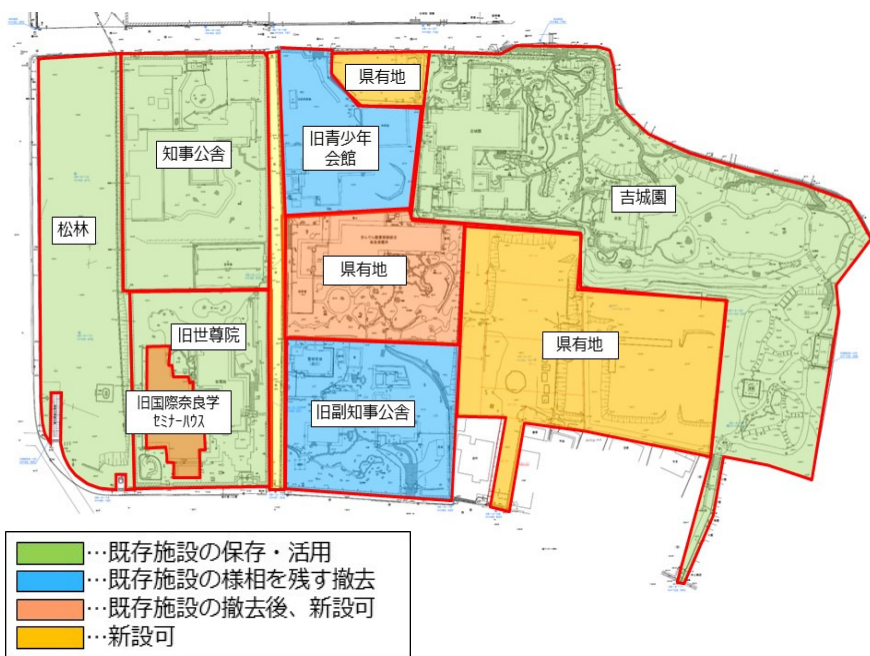 県有地
知事公舎
旧青少年
会館
吉城園
松林
県有地
旧世尊院
県有地
旧国際奈良学
セミナーハウス
旧副知事公舎
…既存施設の保存・活用
…既存施設の様相を残す撤去
…既存施設の撤去後、新設可
…新設可